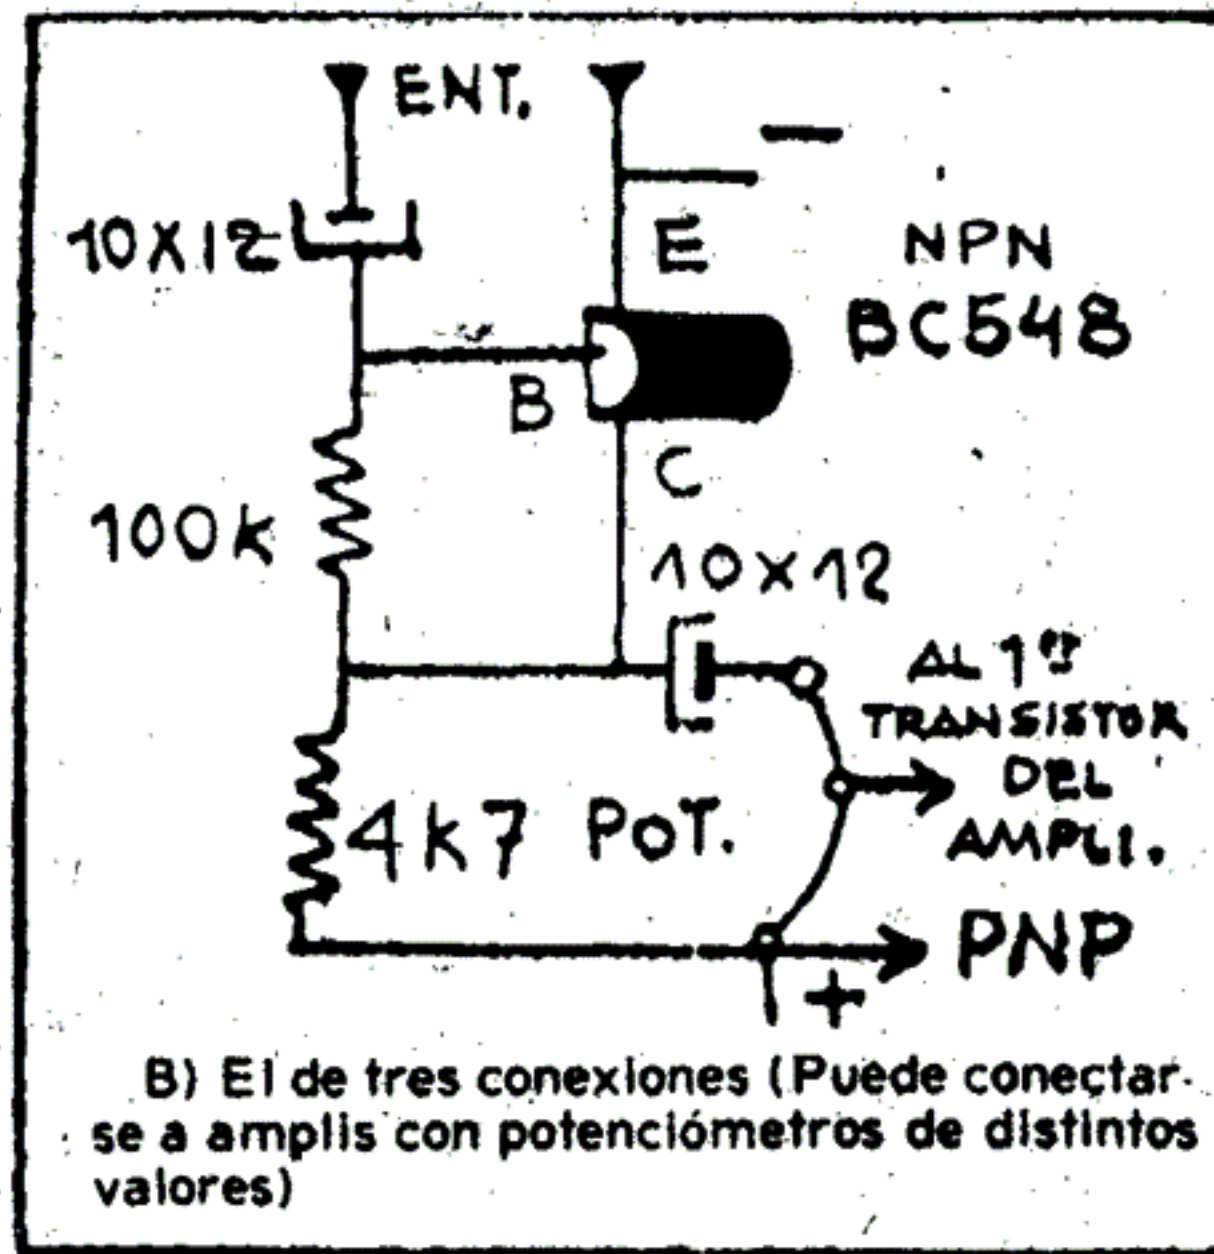 ENT.
−
10X12
E
NPN
BC548
B
C
100K
10X12
AL 1er
TRANSISTOR
DEL
AMPLI.
4K7 POT.
PNP
+
B) El de tres conexiones (Puede conectar-
se a amplis con potenciómetros de distintos
valores)